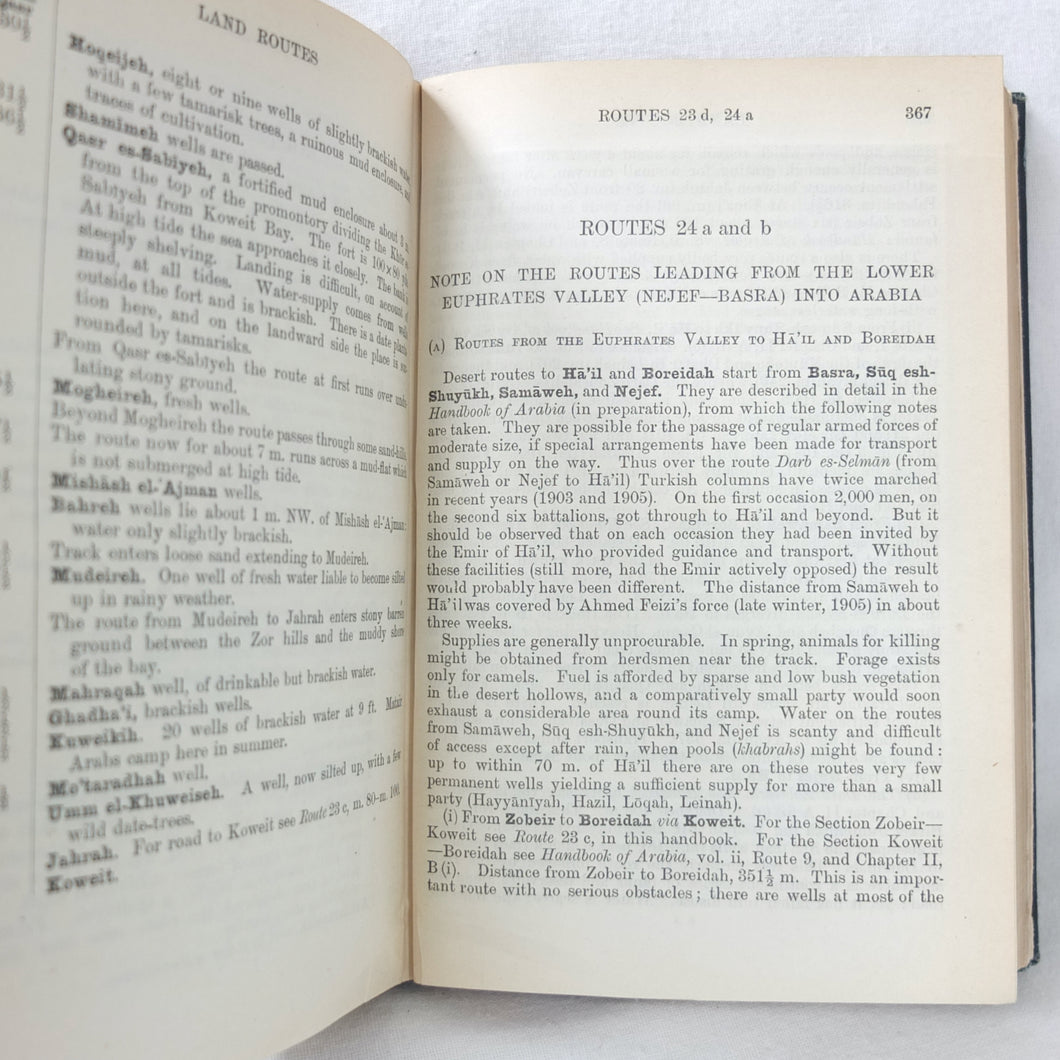 LAND ROUTES
Moqeijeh, eight or nine wells of slightly brackish water
with a few tamarisk trees, a ruinous mud enclosure, and
traces of cultivation.
Shamîmeh wells are passed.
Qasr es-Sabîyeh, a fortified mud enclosure about 3 m.
from the top of the promontory dividing the Khōr
Sabîyeh from Koweit Bay. The fort is 100×80 yds.
At high tide the sea approaches it closely. The bank is
steeply shelving. Landing is difficult, on account of
mud, at all tides. Water-supply comes from wells
outside the fort and is brackish. There is a date planta-
tion here, and on the landward side the place is sur-
rounded by tamarisks.
From Qasr es-Sabîyeh the route at first runs over undu-
lating stony ground.
Mogheireh, fresh wells.
Beyond Mogheireh the route passes through some sand-hills.
The route now for about 7 m. runs across a mud-flat which
is not submerged at high tide.
Mishāsh el-'Ajman wells.
Bahreh wells lie about 1 m. NW. of Mishāsh el-'Ajman;
water only slightly brackish.
Track enters loose sand extending to Mudeireh.
Mudeireh. One well of fresh water liable to become silted
up in rainy weather.
The route from Mudeireh to Jahrah enters stony barren
ground between the Zor hills and the muddy shore
of the bay.
Mahraqah well, of drinkable but brackish water.
Ghadha'i, brackish wells.
Kuweikih. 20 wells of brackish water at 9 ft. Mutair
Arabs camp here in summer.
Mo'taradhah well.
Umm el-Khuweiseh. A well, now silted up, with a few
wild date-trees.
Jahrah. For road to Koweit see Route 23 c, m. 80–m. 100.
Koweit.
ROUTES 23 d, 24 a 367
ROUTES 24 a and b
NOTE ON THE ROUTES LEADING FROM THE LOWER
EUPHRATES VALLEY (NEJEF—BASRA) INTO ARABIA
(A) ROUTES FROM THE EUPHRATES VALLEY TO HĀ'IL AND BOREIDAH
Desert routes to Hā'il and Boreidah start from Basra, Sūq esh-
Shuyūkh, Samāweh, and Nejef. They are described in detail in the
Handbook of Arabia (in preparation), from which the following notes
are taken. They are possible for the passage of regular armed forces of
moderate size, if special arrangements have been made for transport
and supply on the way. Thus over the route Darb es-Selmān (from
Samāweh or Nejef to Hā'il) Turkish columns have twice marched
in recent years (1903 and 1905). On the first occasion 2,000 men, on
the second six battalions, got through to Hā'il and beyond. But it
should be observed that on each occasion they had been invited by
the Emir of Hā'il, who provided guidance and transport. Without
these facilities (still more, had the Emir actively opposed) the result
would probably have been different. The distance from Samāweh to
Hā'il was covered by Ahmed Feizi's force (late winter, 1905) in about
three weeks.
Supplies are generally unprocurable. In spring, animals for killing
might be obtained from herdsmen near the track. Forage exists
only for camels. Fuel is afforded by sparse and low bush vegetation
in the desert hollows, and a comparatively small party would soon
exhaust a considerable area round its camp. Water on the routes
from Samāweh, Sūq esh-Shuyūkh, and Nejef is scanty and difficult
of access except after rain, when pools (khabrahs) might be found:
up to within 70 m. of Hā'il there are on these routes very few
permanent wells yielding a sufficient supply for more than a small
party (Hayyānīyah, Hazil, Lōqah, Leinah).
(i) From Zobeir to Boreidah via Koweit. For the Section Zobeir—
Koweit see Route 23 c, in this handbook. For the Section Koweit
—Boreidah see Handbook of Arabia, vol. ii, Route 9, and Chapter II,
B (i). Distance from Zobeir to Boreidah, 351½ m. This is an impor-
tant route with no serious obstacles; there are wells at most of the